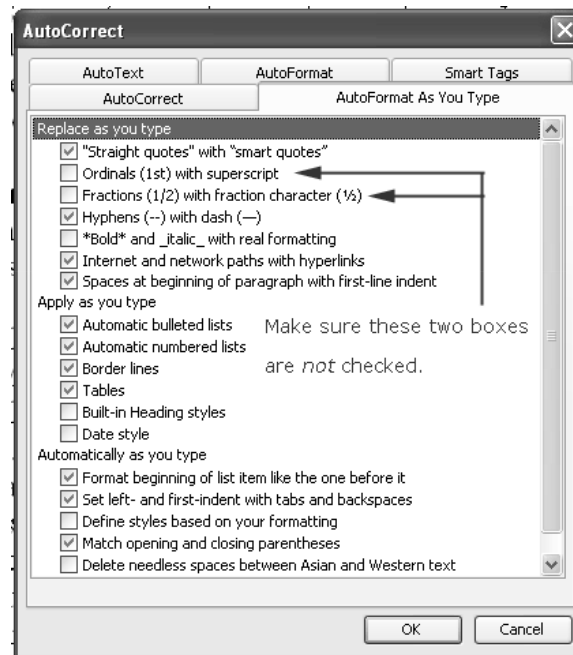 AutoCorrect
AutoText AutoFormat Smart Tags
AutoCorrect AutoFormat As You Type
Replace as you type
"Straight quotes" with “smart quotes”
Ordinals (1st) with superscript
Fractions (1/2) with fraction character (½)
Hyphens (--) with dash (—)
*Bold* and _italic_ with real formatting
Internet and network paths with hyperlinks
Spaces at beginning of paragraph with first-line indent
Apply as you type
Automatic bulleted lists
Make sure these two boxes
Automatic numbered lists
Border lines
are not checked.
Tables
Built-in Heading styles
Date style
Automatically as you type
Format beginning of list item like the one before it
Set left- and first-indent with tabs and backspaces
Define styles based on your formatting
Match opening and closing parentheses
Delete needless spaces between Asian and Western text
OK Cancel